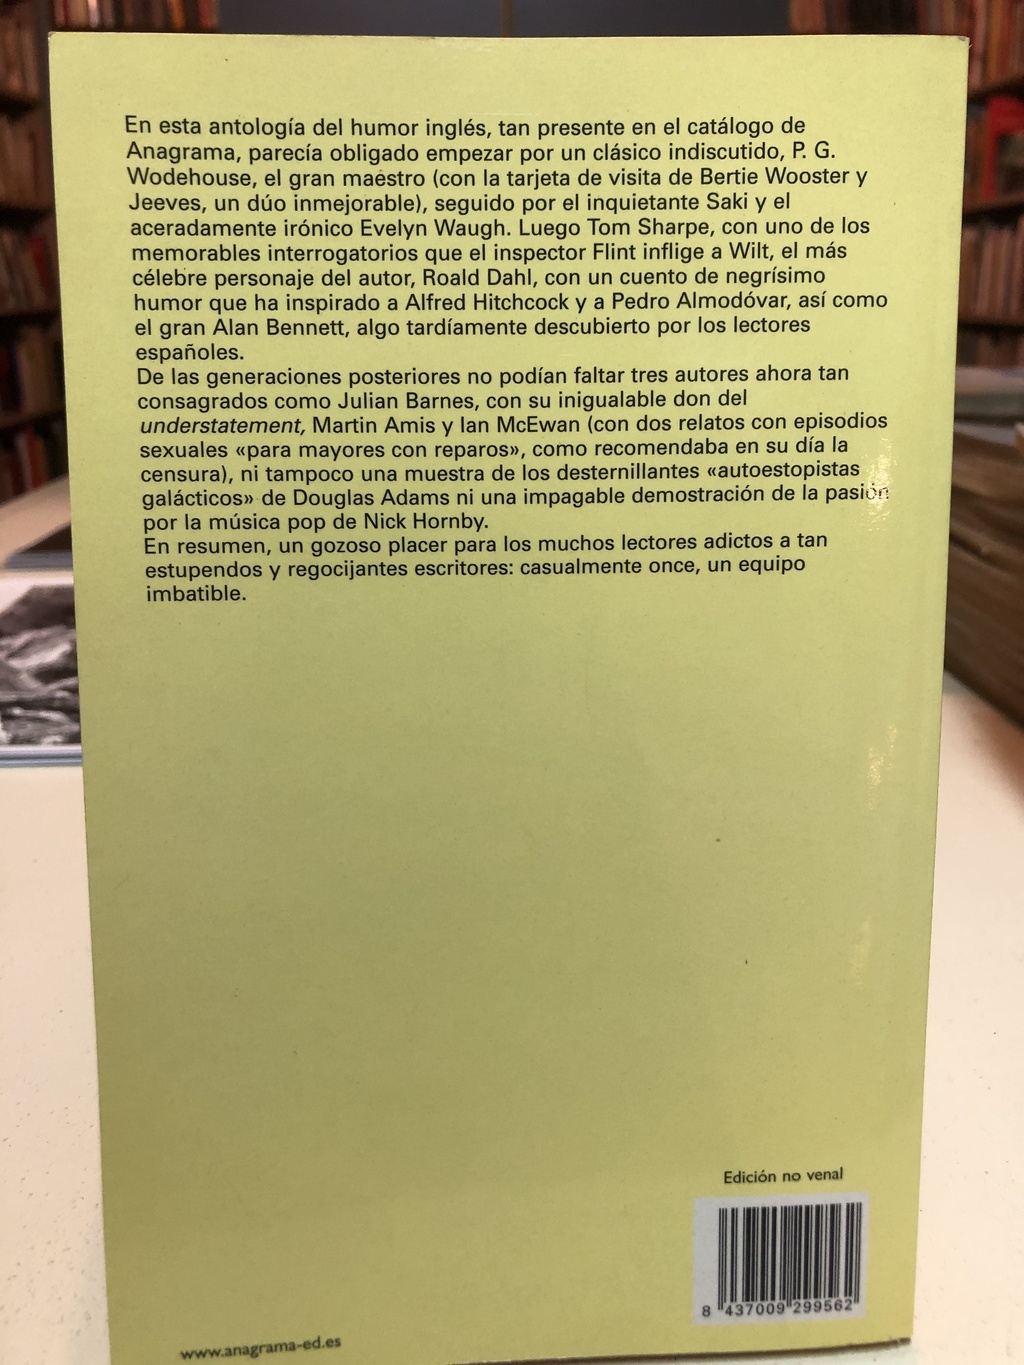 En esta antología del humor inglés, tan presente en el catálogo de
Anagrama, parecía obligado empezar por un clásico indiscutido, P. G.
Wodehouse, el gran maestro (con la tarjeta de visita de Bertie Wooster y
Jeeves, un dúo inmejorable), seguido por el inquietante Saki y el
aceradamente irónico Evelyn Waugh. Luego Tom Sharpe, con uno de los
memorables interrogatorios que el inspector Flint inflige a Wilt, el más
célebre personaje del autor, Roald Dahl, con un cuento de negrísimo
humor que ha inspirado a Alfred Hitchcock y a Pedro Almodóvar, así como
el gran Alan Bennett, algo tardíamente descubierto por los lectores
españoles.
De las generaciones posteriores no podían faltar tres autores ahora tan
consagrados como Julian Barnes, con su inigualable don del
understatement, Martin Amis y Ian McEwan (con dos relatos con episodios
sexuales «para mayores con reparos», como recomendaba en su día la
censura), ni tampoco una muestra de los desternillantes «autoestopistas
galácticos» de Douglas Adams ni una impagable demostración de la pasión
por la música pop de Nick Hornby.
En resumen, un gozoso placer para los muchos lectores adictos a tan
estupendos y regocijantes escritores: casualmente once, un equipo
imbatible.
Edición no venal
8 437009 299562
www.anagrama-ed.es